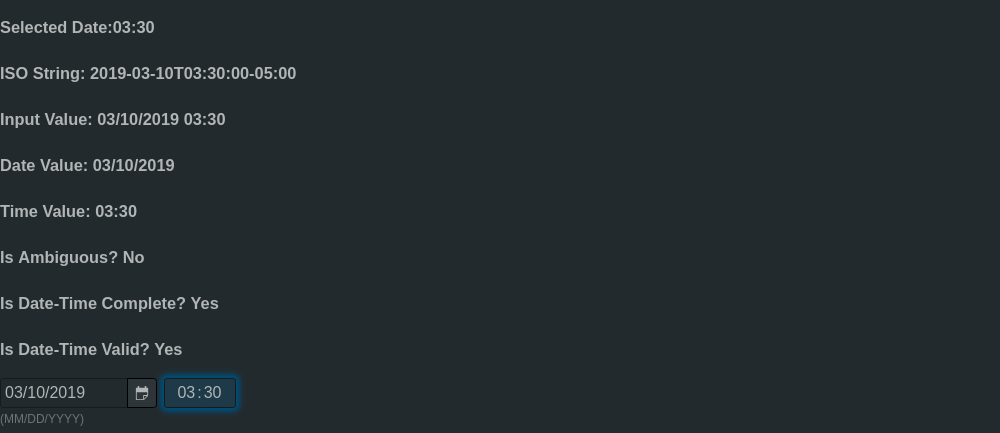 Selected Date:03:30
ISO String: 2019-03-10T03:30:00-05:00
Input Value: 03/10/2019 03:30
Date Value: 03/10/2019
Time Value: 03:30
Is Ambiguous? No
Is Date-Time Complete? Yes
Is Date-Time Valid? Yes
03/10/2019 03:30
(MM/DD/YYYY)